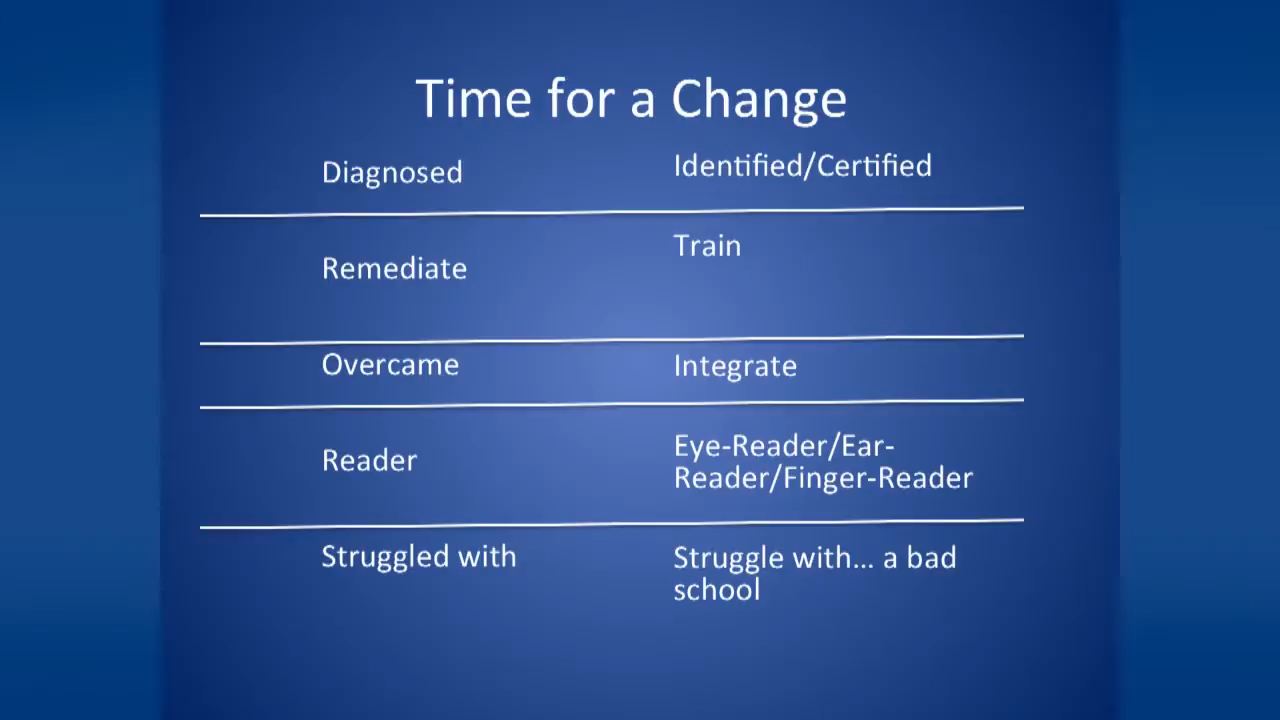 Time for a Change
Diagnosed
Identified/Certified
Remediate
Train
Overcame
Integrate
Reader
Eye-Reader/Ear-
Reader/Finger-Reader
Struggled with
Struggle with... a bad
school